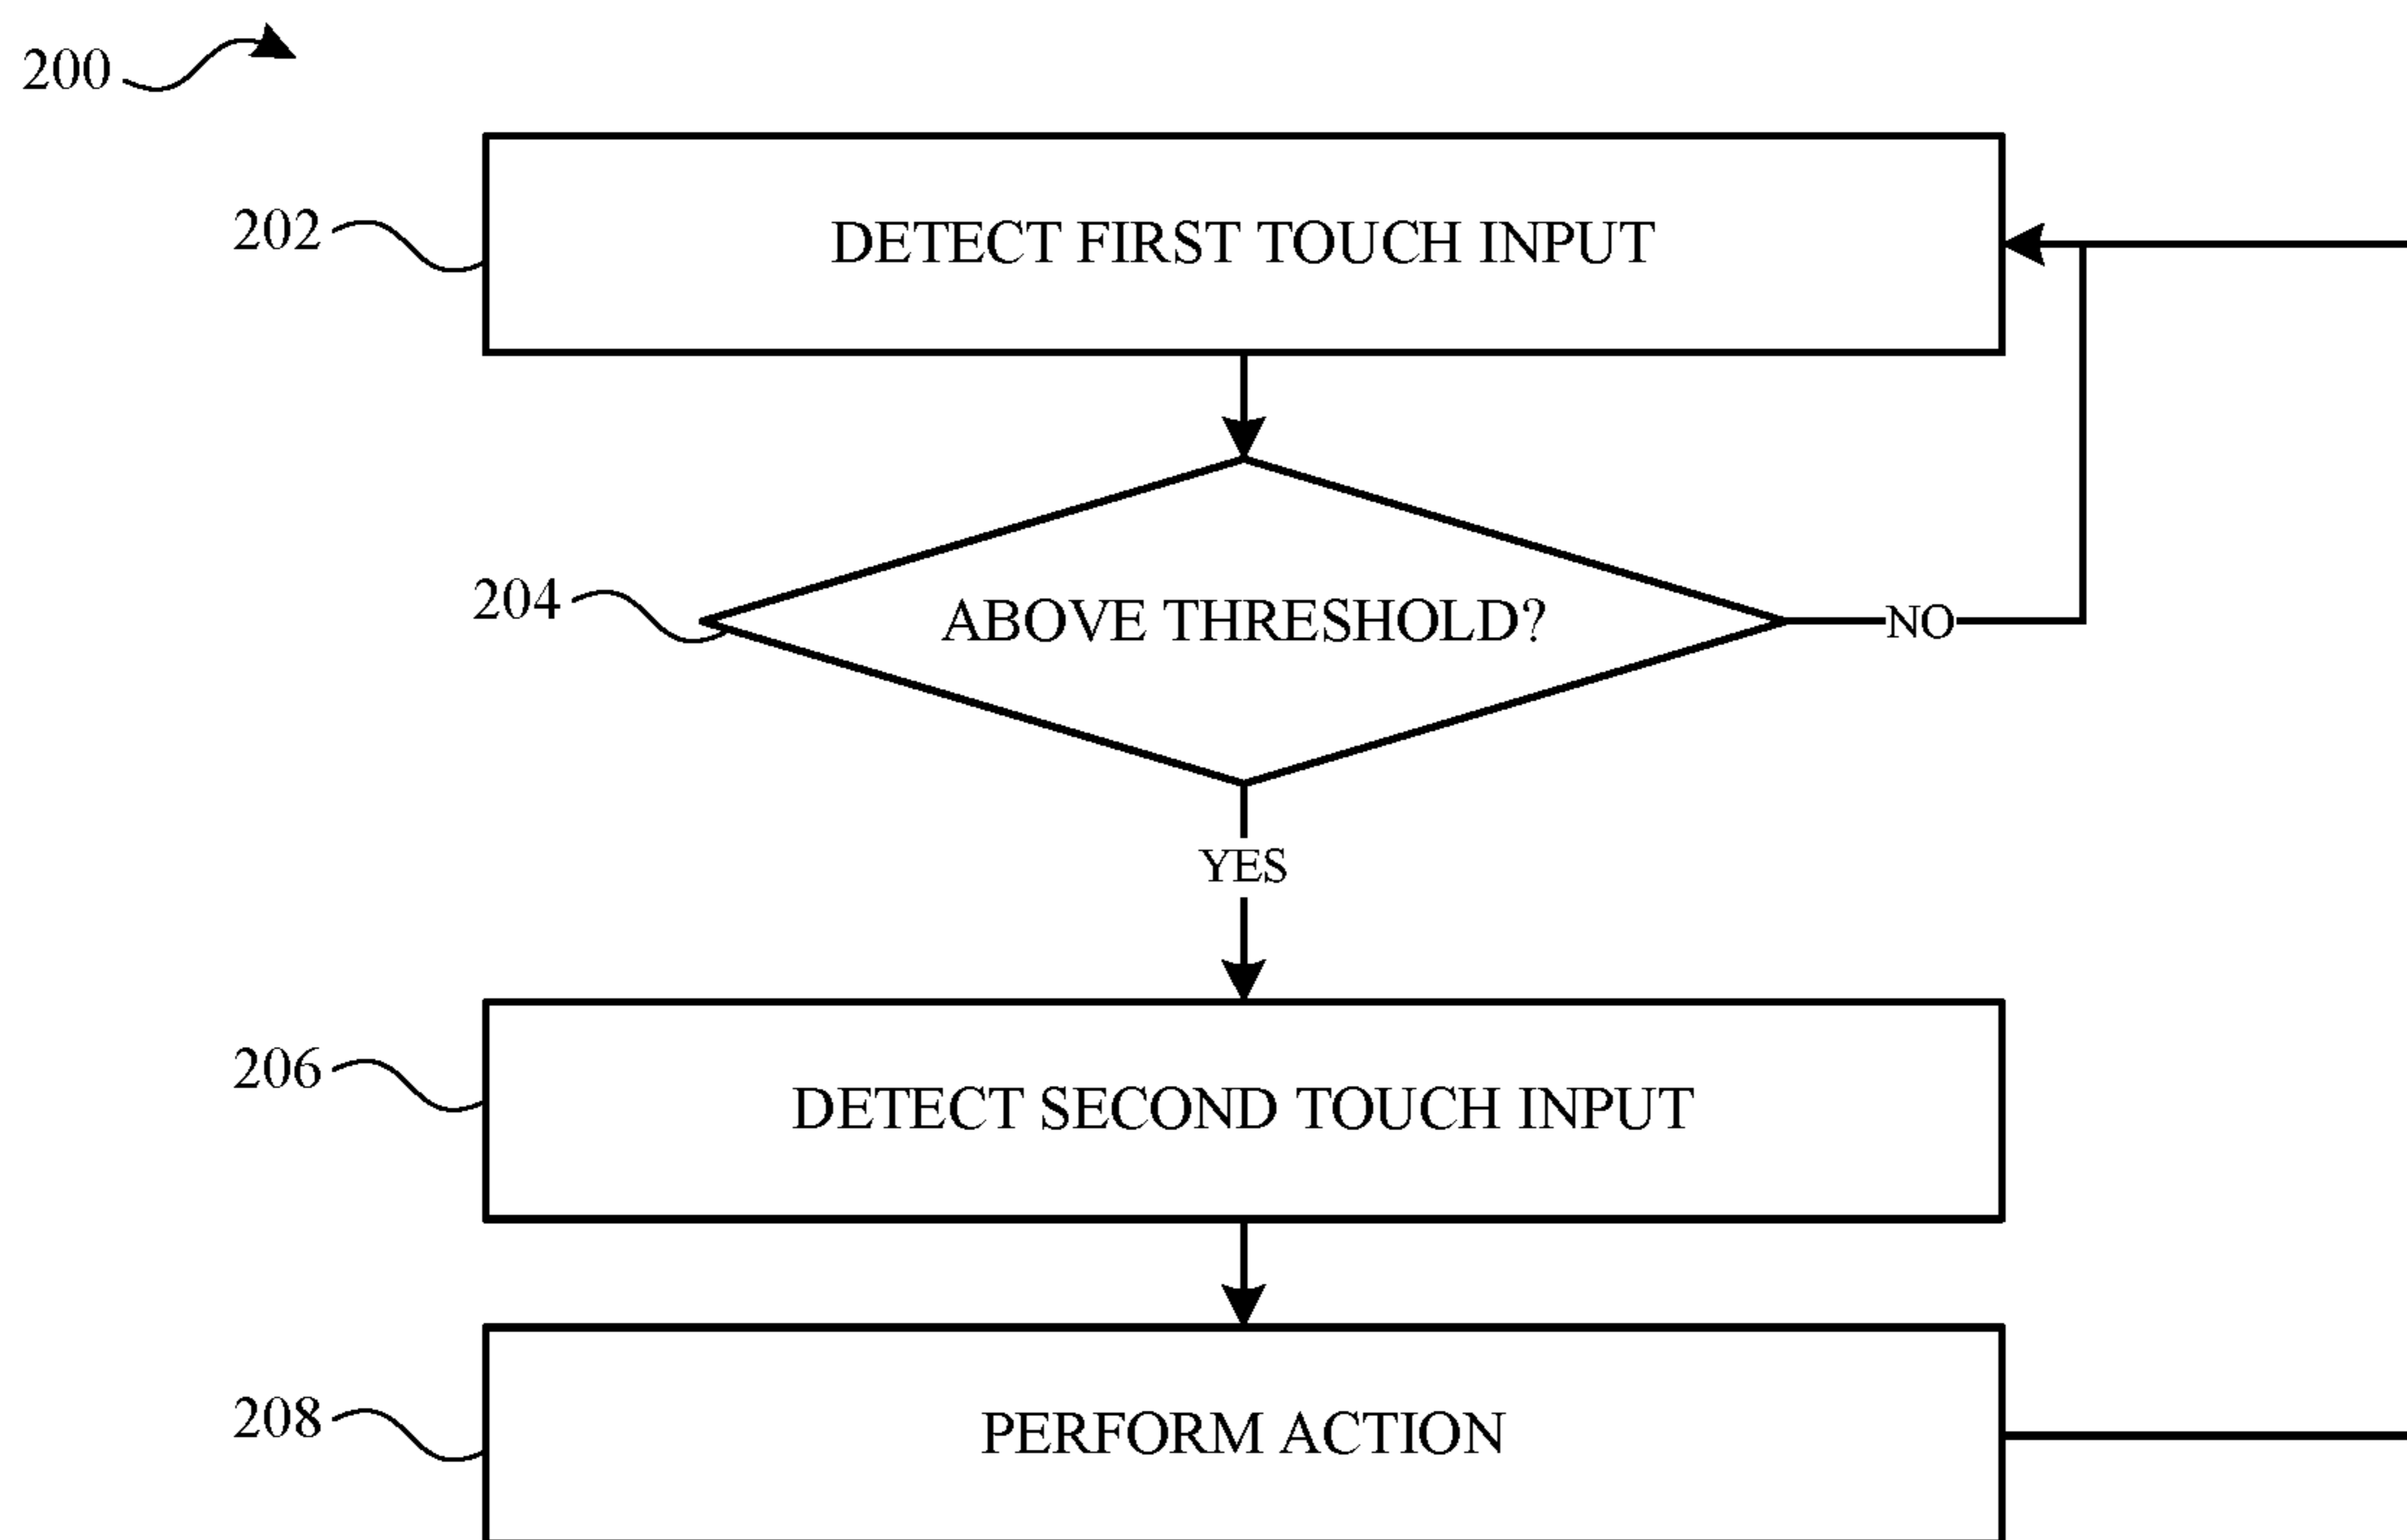 200
202
DETECT FIRST TOUCH INPUT
204
ABOVE THRESHOLD?
NO
YES
206
DETECT SECOND TOUCH INPUT
208
PERFORM ACTION